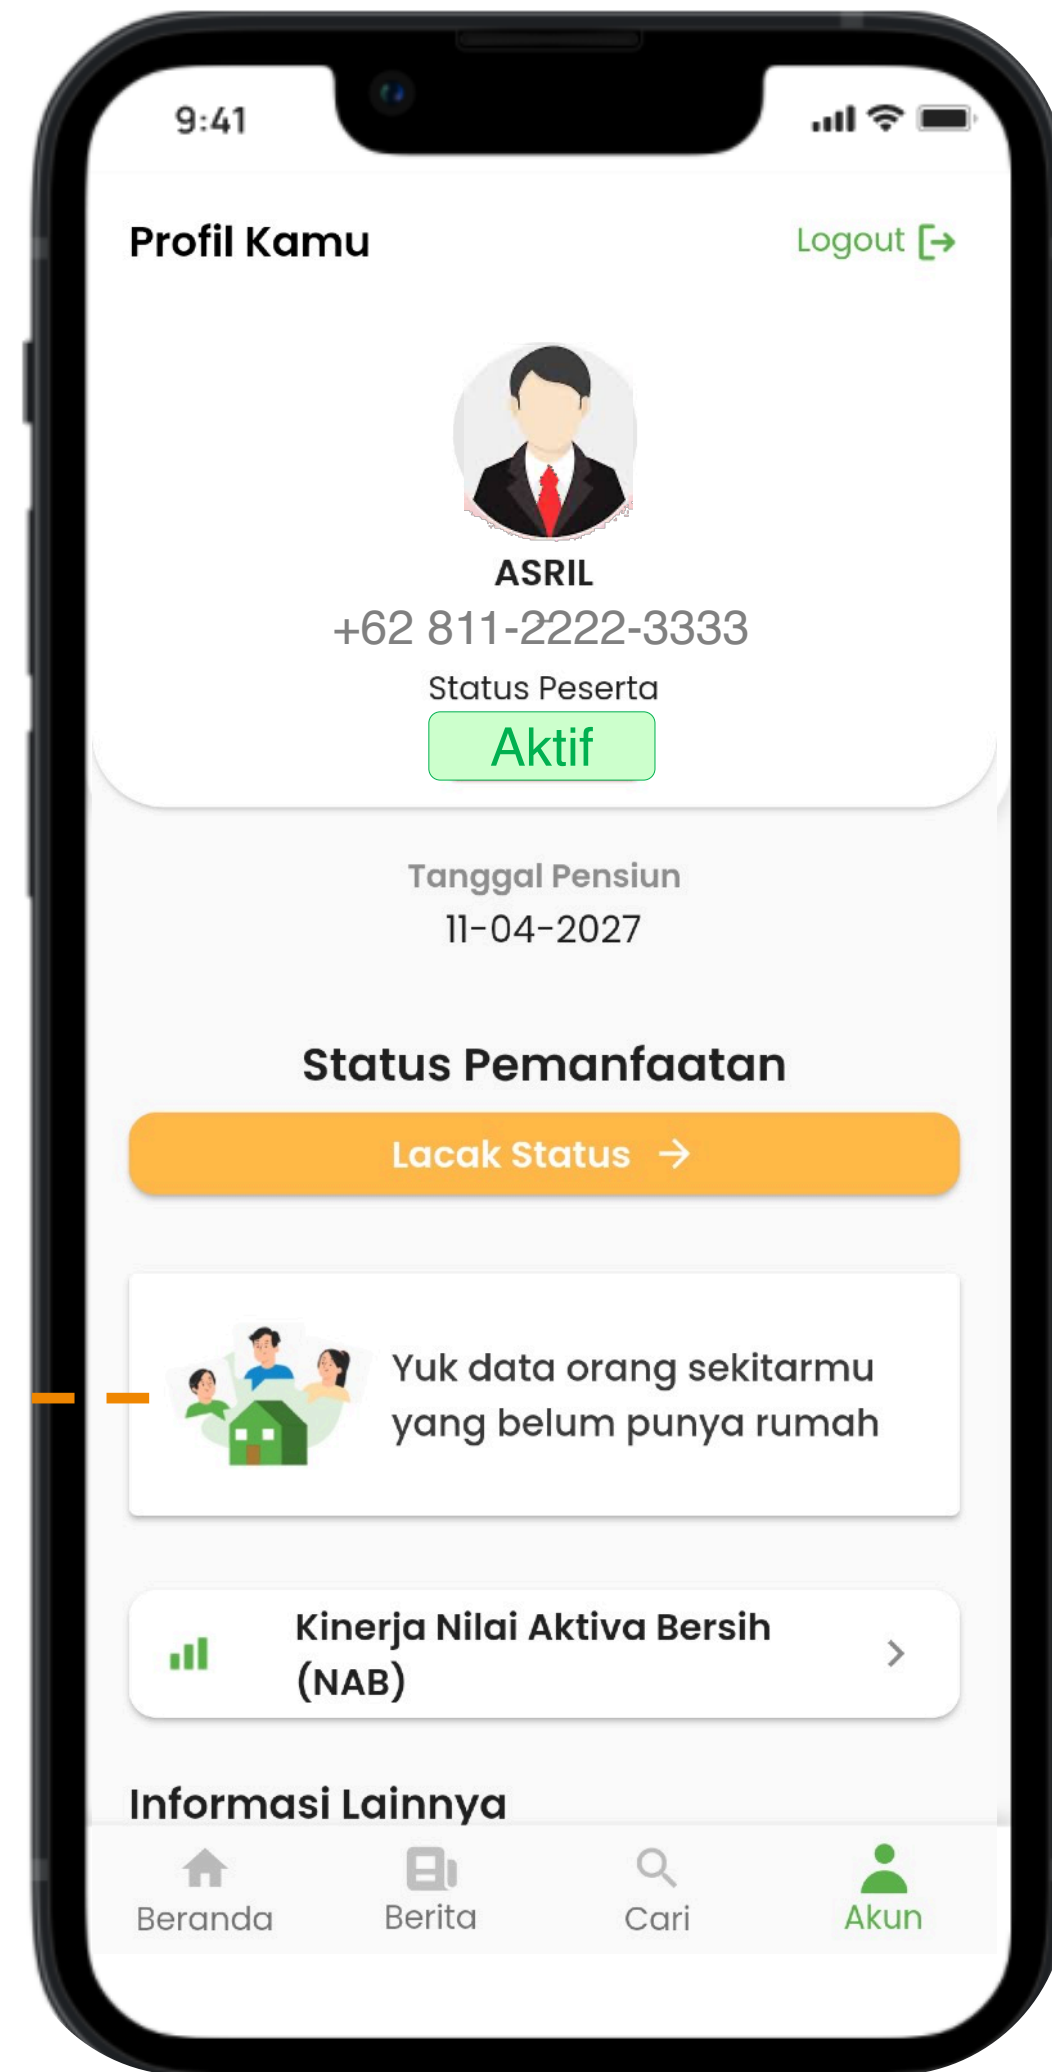 9:41
Profil Kamu
Logout
ASRIL
+62 811-2222-3333
Status Peserta
Aktif
Tanggal Pensiun
11-04-2027
Status Pemanfaatan
Lacak Status →
Yuk data orang sekitarmu
yang belum punya rumah
Kinerja Nilai Aktiva Bersih
(NAB)
Informasi Lainnya
Beranda
Berita
Cari
Akun